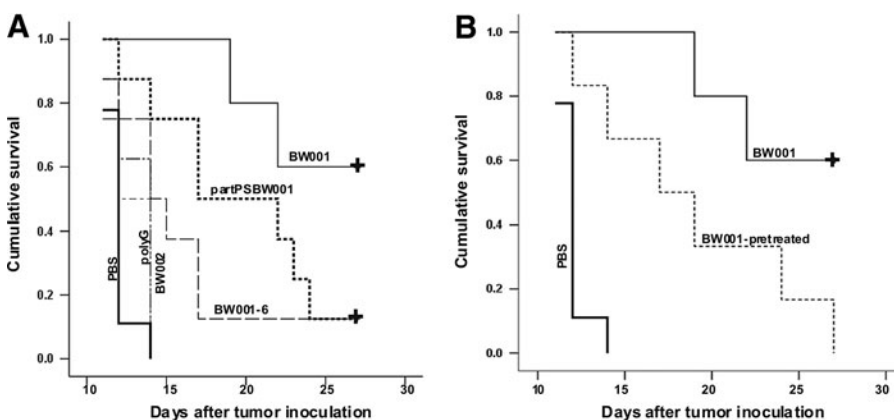 A
Cumulative survival
1.0
0.8
0.6
0.4
0.2
0.0
BW001
partPSBW001
PBS
polyG
BW002
BW001-6
10
15
20
25
30
Days after tumor inoculation
B
Cumulative survival
1.0
0.8
0.6
0.4
0.2
0.0
BW001
BW001-pretreated
PBS
10
15
20
25
30
Days after tumor inoculation